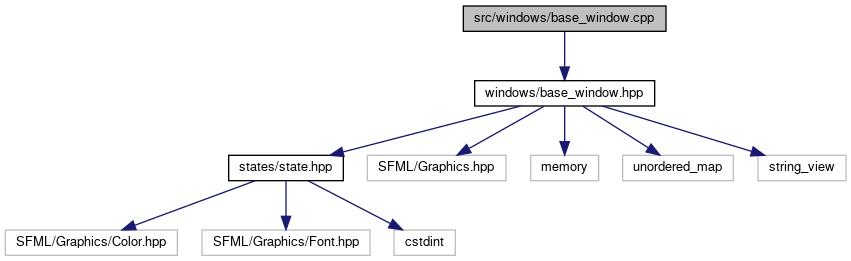 src/windows/base_window.cpp
windows/base_window.hpp
states/state.hpp
SFML/Graphics.hpp
memory
unordered_map
string_view
SFML/Graphics/Color.hpp
SFML/Graphics/Font.hpp
cstdint